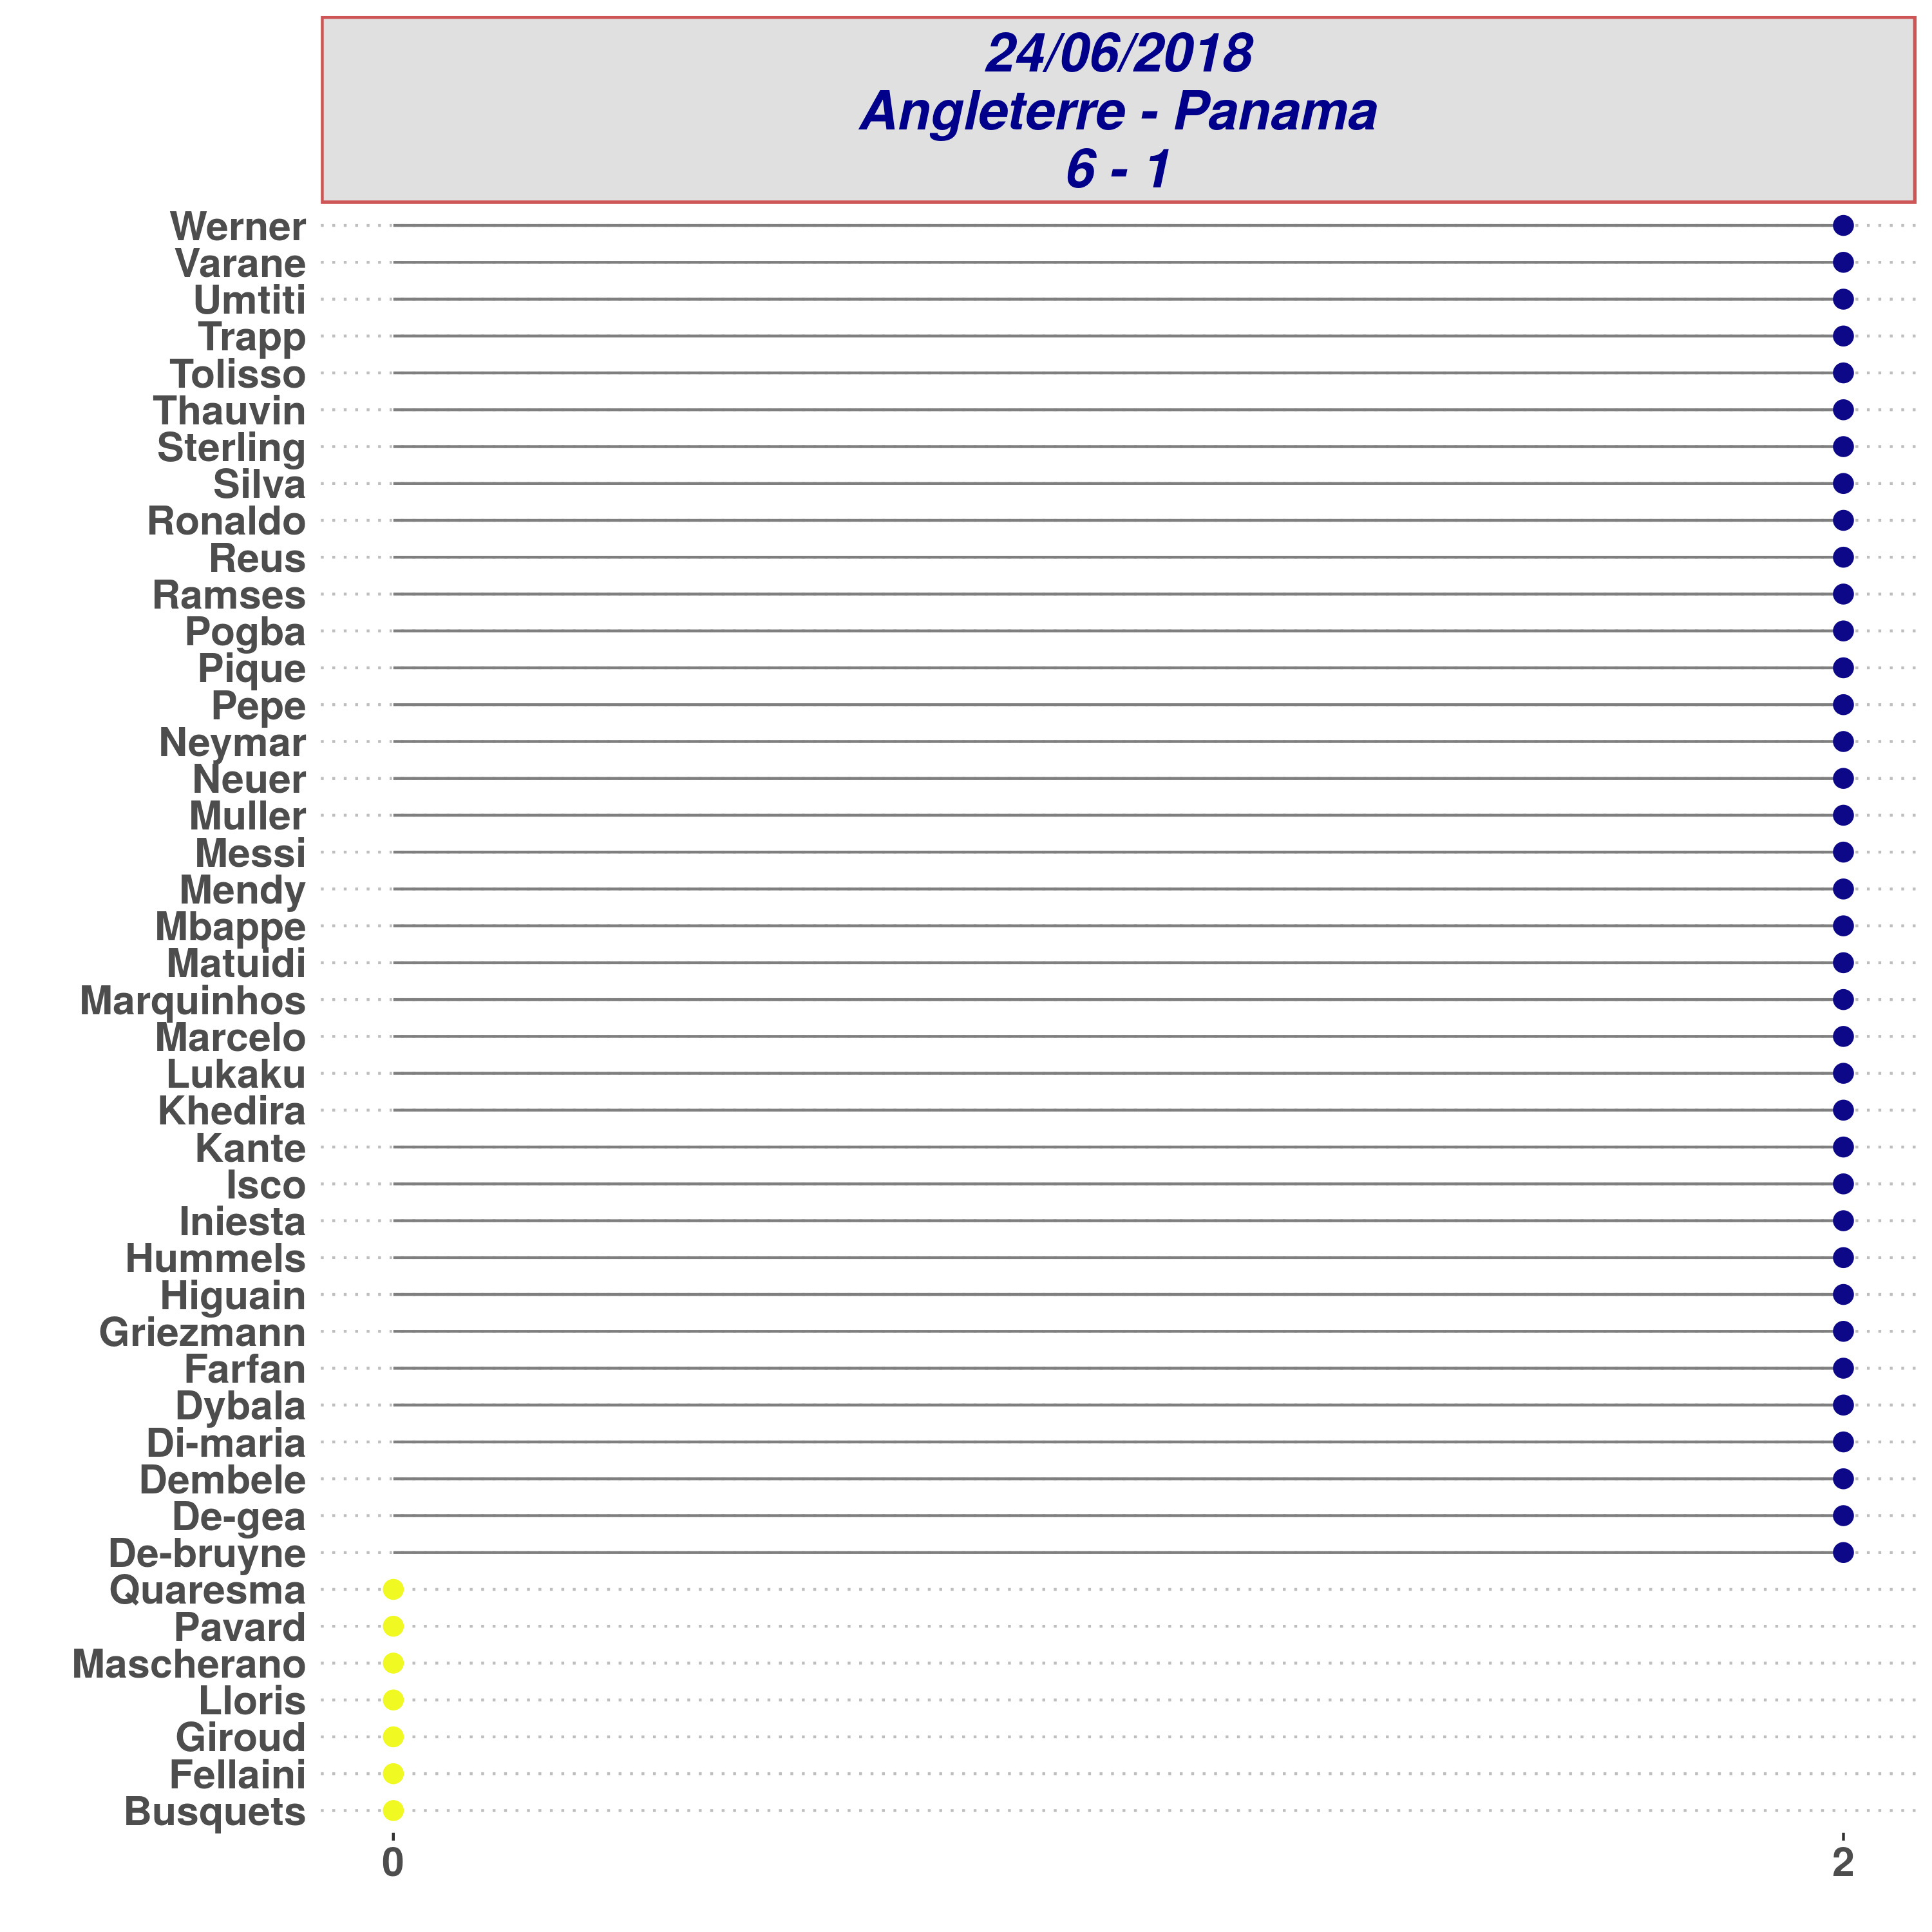 24/06/2018
Angleterre - Panama
6 - 1
Werner
Varane
Umtiti
Trapp
Tolisso
Thauvin
Sterling
Silva
Ronaldo
Reus
Ramses
Pogba
Pique
Pepe
Neymar
Neuer
Muller
Messi
Mendy
Mbappe
Matuidi
Marquinhos
Marcelo
Lukaku
Khedira
Kante
Isco
Iniesta
Hummels
Higuain
Griezmann
Farfan
Dybala
Di-maria
Dembele
De-gea
De-bruyne
Quaresma
Pavard
Mascherano
Lloris
Giroud
Fellaini
Busquets
0 2